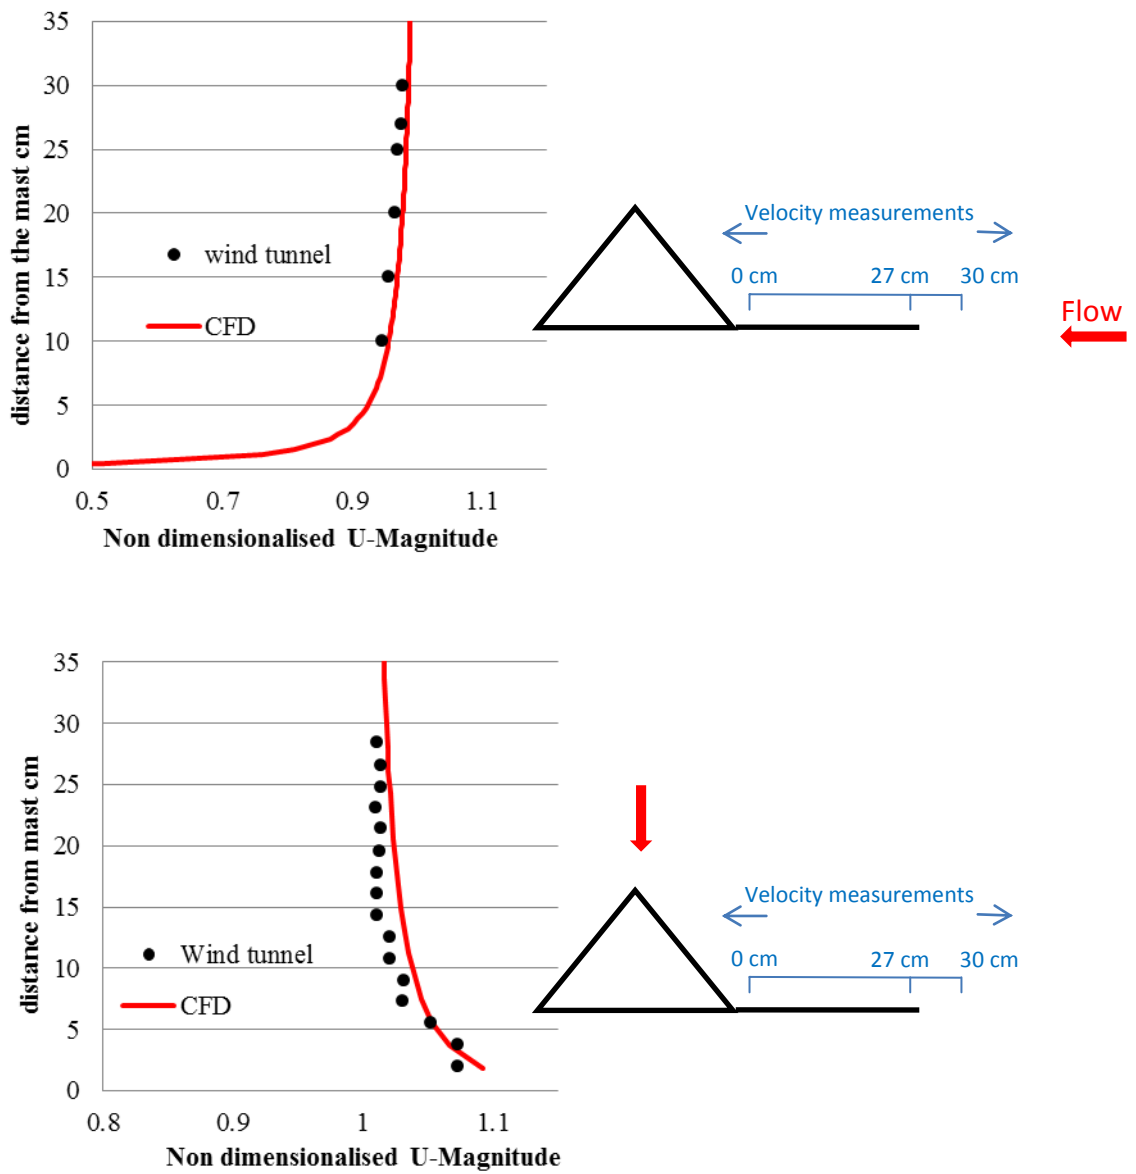 35
30
25
20
15
10
5
0
distance from the mast cm
wind tunnel
CFD
0.5 0.7 0.9 1.1
Non dimensionalised U-Magnitude
Velocity measurements
0 cm 27 cm 30 cm
Flow
35
30
25
20
15
10
5
0
distance from mast cm
Wind tunnel
CFD
0.8 0.9 1 1.1
Non dimensionalised U-Magnitude
Velocity measurements
0 cm 27 cm 30 cm